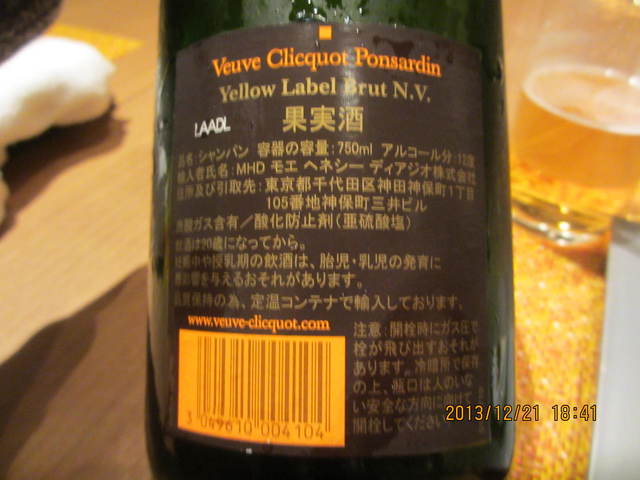 Veuve Clicquot Ponsardin
Yellow Label Brut N.V.
果実酒
LAADL
品名:シャンパン 容器の容量:750ml アルコール分:12度
輸入者氏名:MHD モエ ヘネシー ディアジオ株式会社
住所及び引取先:東京都千代田区神田神保町1丁目
105番地神保町三井ビル
炭酸ガス含有/酸化防止剤(亜硫酸塩)
飲酒は20歳になってから。
妊娠中や授乳期の飲酒は、胎児・乳児の発育に
悪影響を与えるおそれがあります。
品質保持の為、定温コンテナで輸入しております。
www.veuve-clicquot.com
注意:開栓時にガス圧で
栓が飛び出すおそれが
あります。冷暗所で保存
の上、瓶口は人のいな
い安全な方向に向けて
開栓してください
3 049610 004104
2013/12/21 18:41